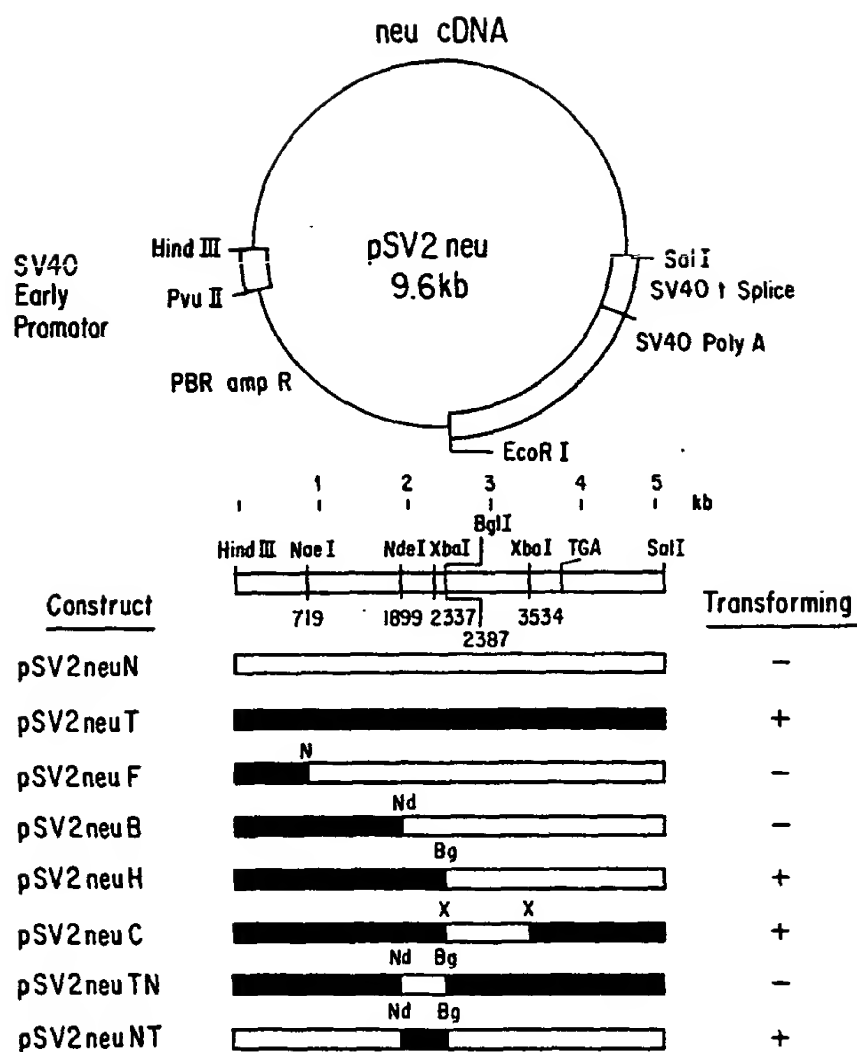 neu cDNA
Hind III
pSV2 neu
9.6kb
Sal I
SV40
Early
Promotor
Pvu II
SV40 t Splice
SV40 Poly A
PBR amp R
EcoR I
1 2 3 4 5
kb
BglI
Hind III Nae I NdeI XbaI XbaI TGA SalI
Construct
719 1899 2337 3534
2387
Transforming
pSV2neuN −
pSV2neuT +
N
pSV2neuF −
Nd
pSV2neuB −
Bg
pSV2neuH +
X X
pSV2neuC +
Nd Bg
pSV2neuTN −
Nd Bg
pSV2neuNT +